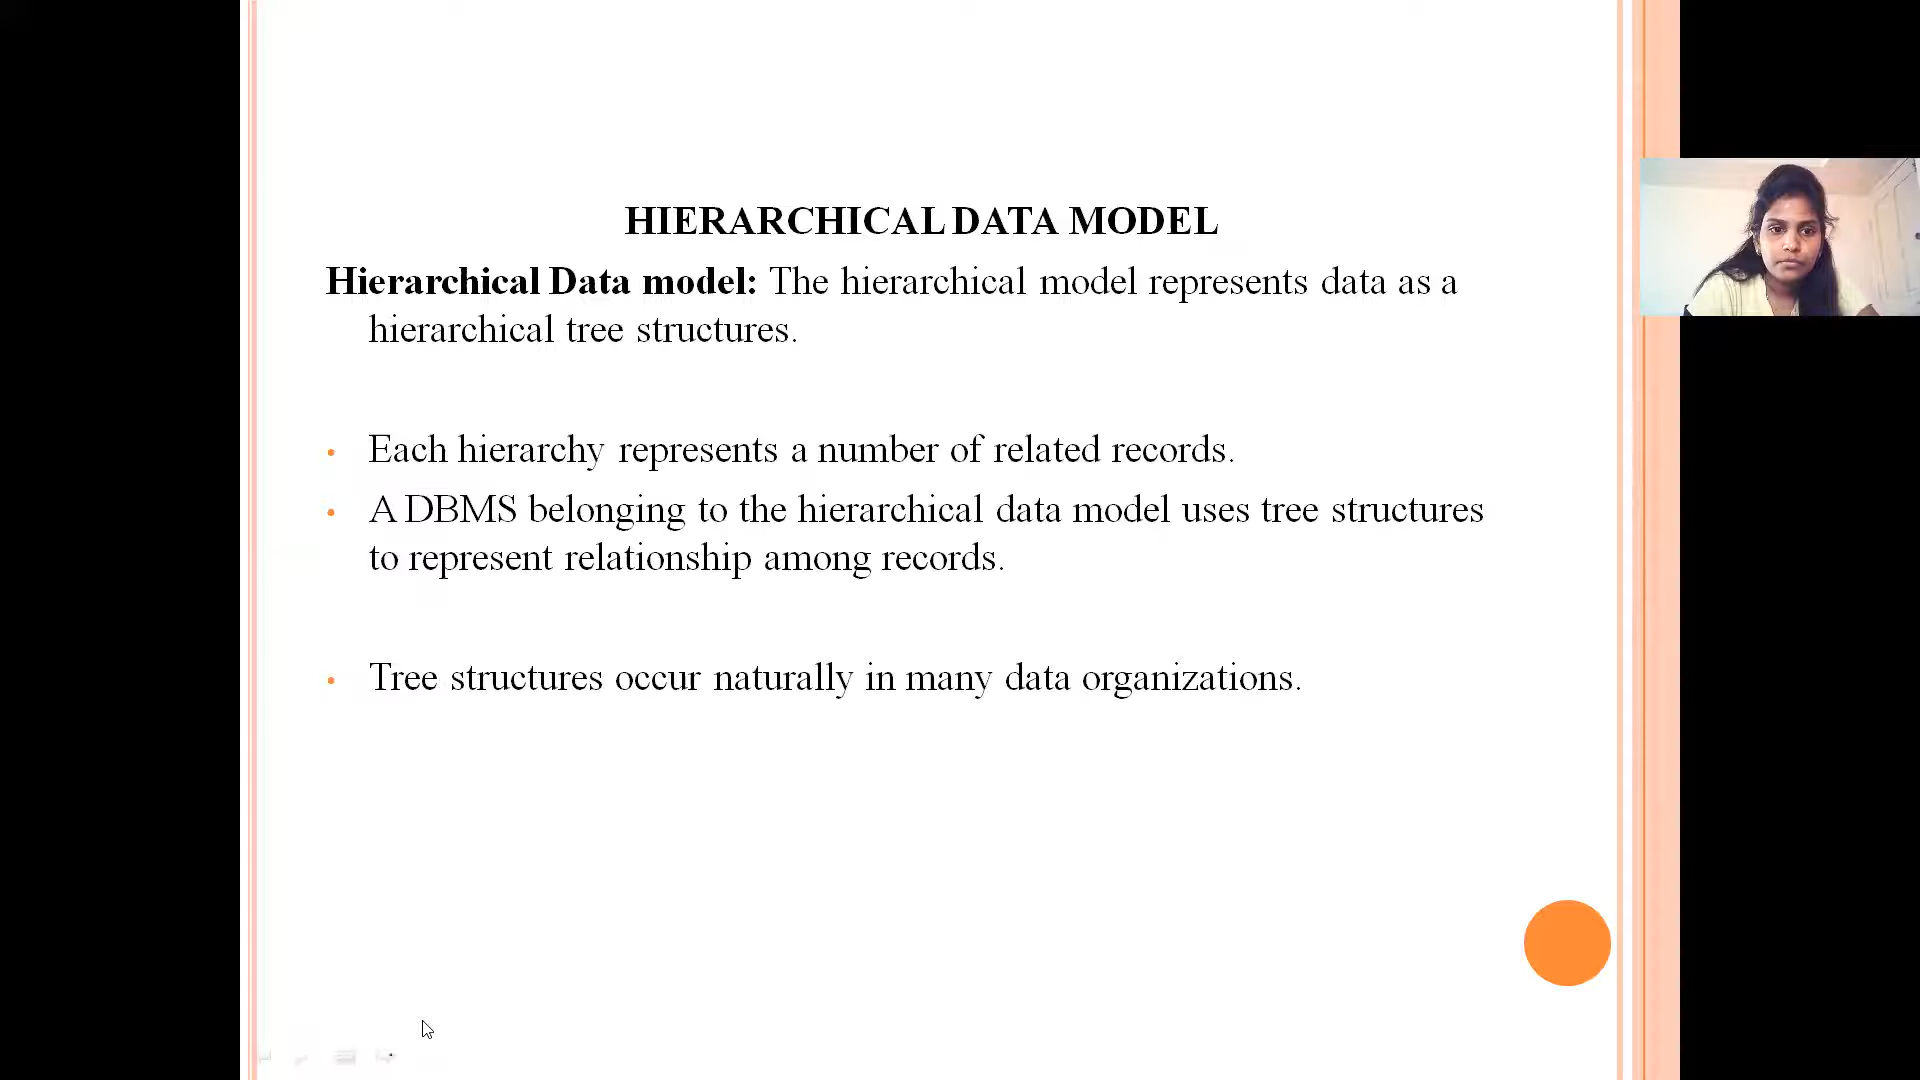 HIERARCHICAL DATA MODEL
Hierarchical Data model: The hierarchical model represents data as a
hierarchical tree structures.
• Each hierarchy represents a number of related records.
• A DBMS belonging to the hierarchical data model uses tree structures
to represent relationship among records.
• Tree structures occur naturally in many data organizations.